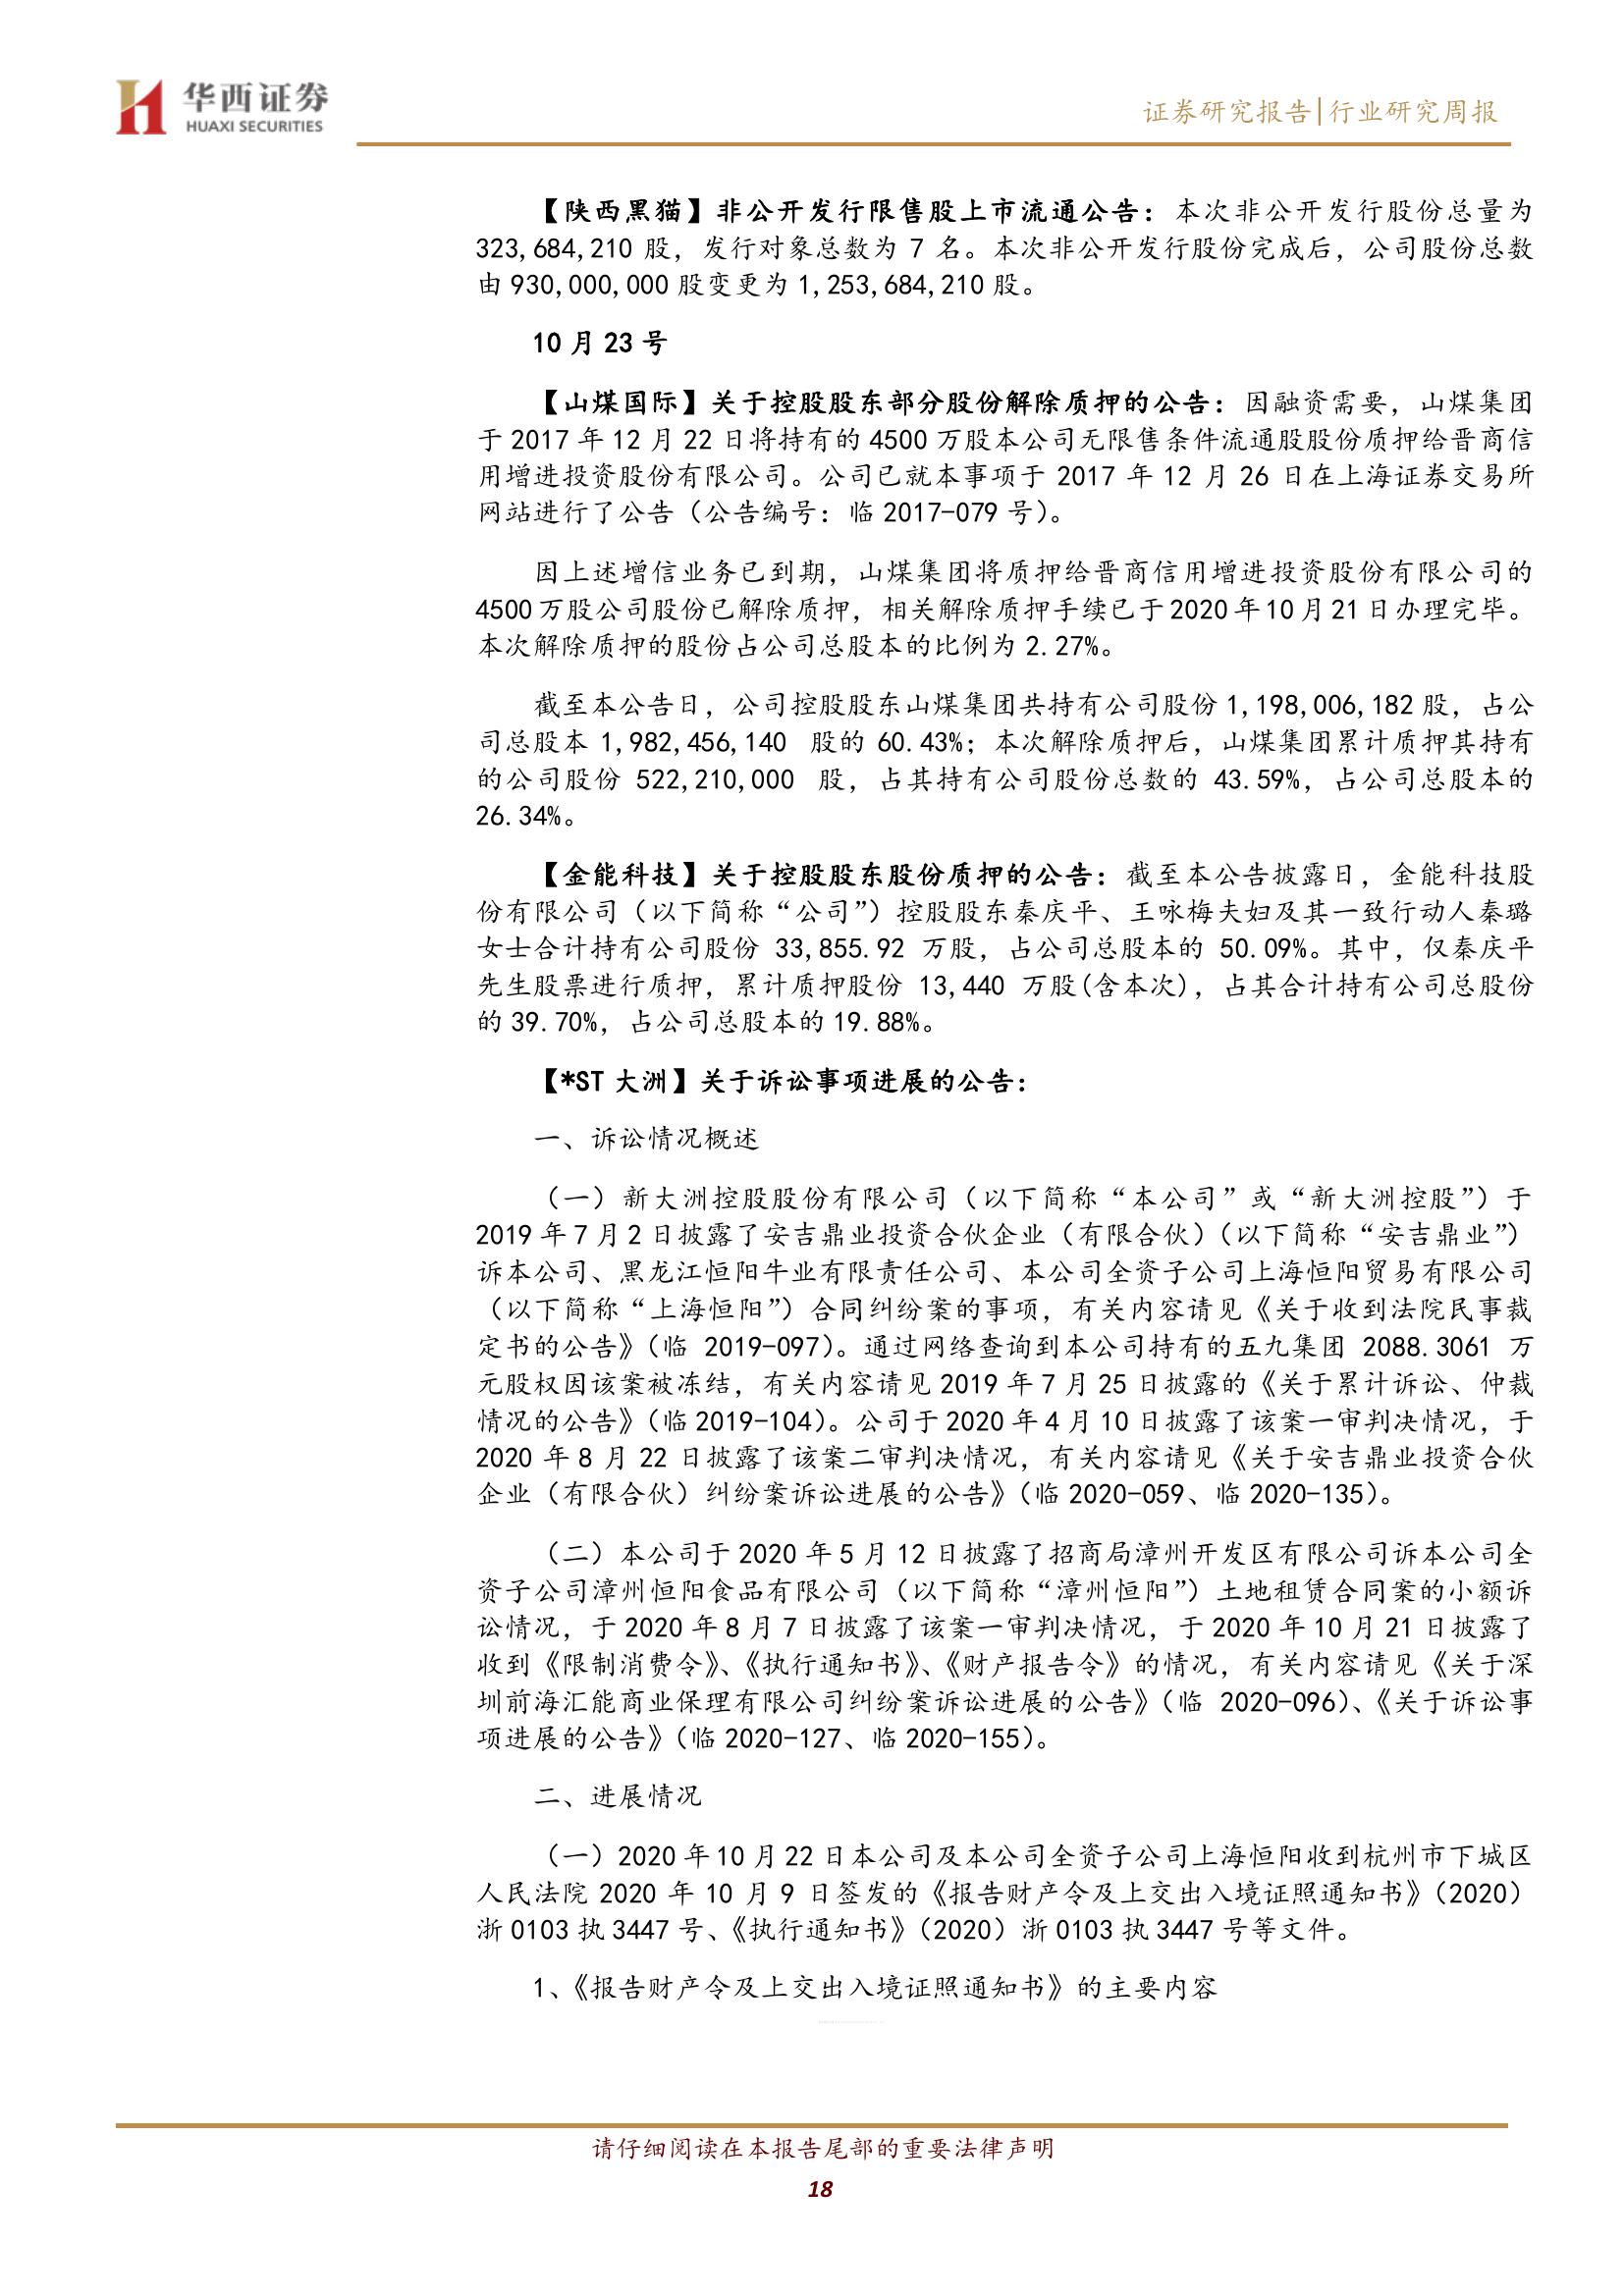 华西证券
HUAXI SECURITIES
证券研究报告|行业研究周报
【陕西黑猫】非公开发行限售股上市流通公告：本次非公开发行股份总量为
323,684,210 股，发行对象总数为 7 名。本次非公开发行股份完成后，公司股份总数
由 930,000,000 股变更为 1,253,684,210 股。
10 月 23 号
【山煤国际】关于控股股东部分股份解除质押的公告：因融资需要，山煤集团
于 2017 年 12 月 22 日将持有的 4500 万股本公司无限售条件流通股股份质押给晋商信
用增进投资股份有限公司。公司已就本事项于 2017 年 12 月 26 日在上海证券交易所
网站进行了公告（公告编号：临 2017-079 号）。
因上述增信业务已到期，山煤集团将质押给晋商信用增进投资股份有限公司的
4500 万股公司股份已解除质押，相关解除质押手续已于 2020 年 10 月 21 日办理完毕。
本次解除质押的股份占公司总股本的比例为 2.27%。
截至本公告日，公司控股股东山煤集团共持有公司股份 1,198,006,182 股，占公
司总股本 1,982,456,140 股的 60.43%；本次解除质押后，山煤集团累计质押其持有
的公司股份 522,210,000 股，占其持有公司股份总数的 43.59%，占公司总股本的
26.34%。
【金能科技】关于控股股东股份质押的公告：截至本公告披露日，金能科技股
份有限公司（以下简称“公司”）控股股东秦庆平、王咏梅夫妇及其一致行动人秦璐
女士合计持有公司股份 33,855.92 万股，占公司总股本的 50.09%。其中，仅秦庆平
先生股票进行质押，累计质押股份 13,440 万股(含本次)，占其合计持有公司总股份
的 39.70%，占公司总股本的 19.88%。
【*ST 大洲】关于诉讼事项进展的公告：
一、诉讼情况概述
（一）新大洲控股股份有限公司（以下简称“本公司”或“新大洲控股”）于
2019 年 7 月 2 日披露了安吉鼎业投资合伙企业（有限合伙）（以下简称“安吉鼎业”）
诉本公司、黑龙江恒阳牛业有限责任公司、本公司全资子公司上海恒阳贸易有限公司
（以下简称“上海恒阳”）合同纠纷案的事项，有关内容请见《关于收到法院民事裁
定书的公告》（临 2019-097）。通过网络查询到本公司持有的五九集团 2088.3061 万
元股权因该案被冻结，有关内容请见 2019 年 7 月 25 日披露的《关于累计诉讼、仲裁
情况的公告》（临 2019-104）。公司于 2020 年 4 月 10 日披露了该案一审判决情况，于
2020 年 8 月 22 日披露了该案二审判决情况，有关内容请见《关于安吉鼎业投资合伙
企业（有限合伙）纠纷案诉讼进展的公告》（临 2020-059、临 2020-135）。
（二）本公司于 2020 年 5 月 12 日披露了招商局漳州开发区有限公司诉本公司全
资子公司漳州恒阳食品有限公司（以下简称“漳州恒阳”）土地租赁合同案的小额诉
讼情况，于 2020 年 8 月 7 日披露了该案一审判决情况，于 2020 年 10 月 21 日披露了
收到《限制消费令》、《执行通知书》、《财产报告令》的情况，有关内容请见《关于深
圳前海汇能商业保理有限公司纠纷案诉讼进展的公告》（临 2020-096）、《关于诉讼事
项进展的公告》（临 2020-127、临 2020-155）。
二、进展情况
（一）2020 年 10 月 22 日本公司及本公司全资子公司上海恒阳收到杭州市下城区
人民法院 2020 年 10 月 9 日签发的《报告财产令及上交出入境证照通知书》（2020）
浙 0103 执 3447 号、《执行通知书》（2020）浙 0103 执 3447 号等文件。
1、《报告财产令及上交出入境证照通知书》的主要内容
请仔细阅读在本报告尾部的重要法律声明
18